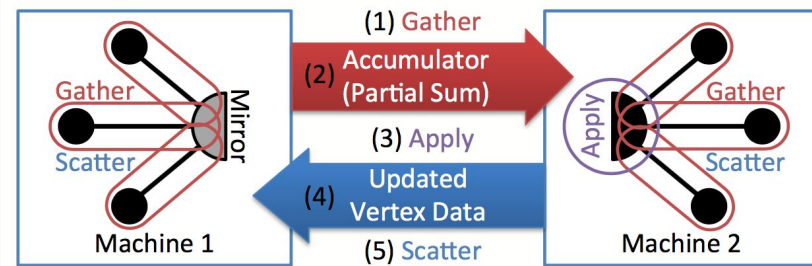 (1) Gather
(2) Accumulator
(Partial Sum)
(3) Apply
(4) Updated
Vertex Data
(5) Scatter
Gather
Scatter
Mirror
Machine 1
Apply
Gather
Scatter
Machine 2